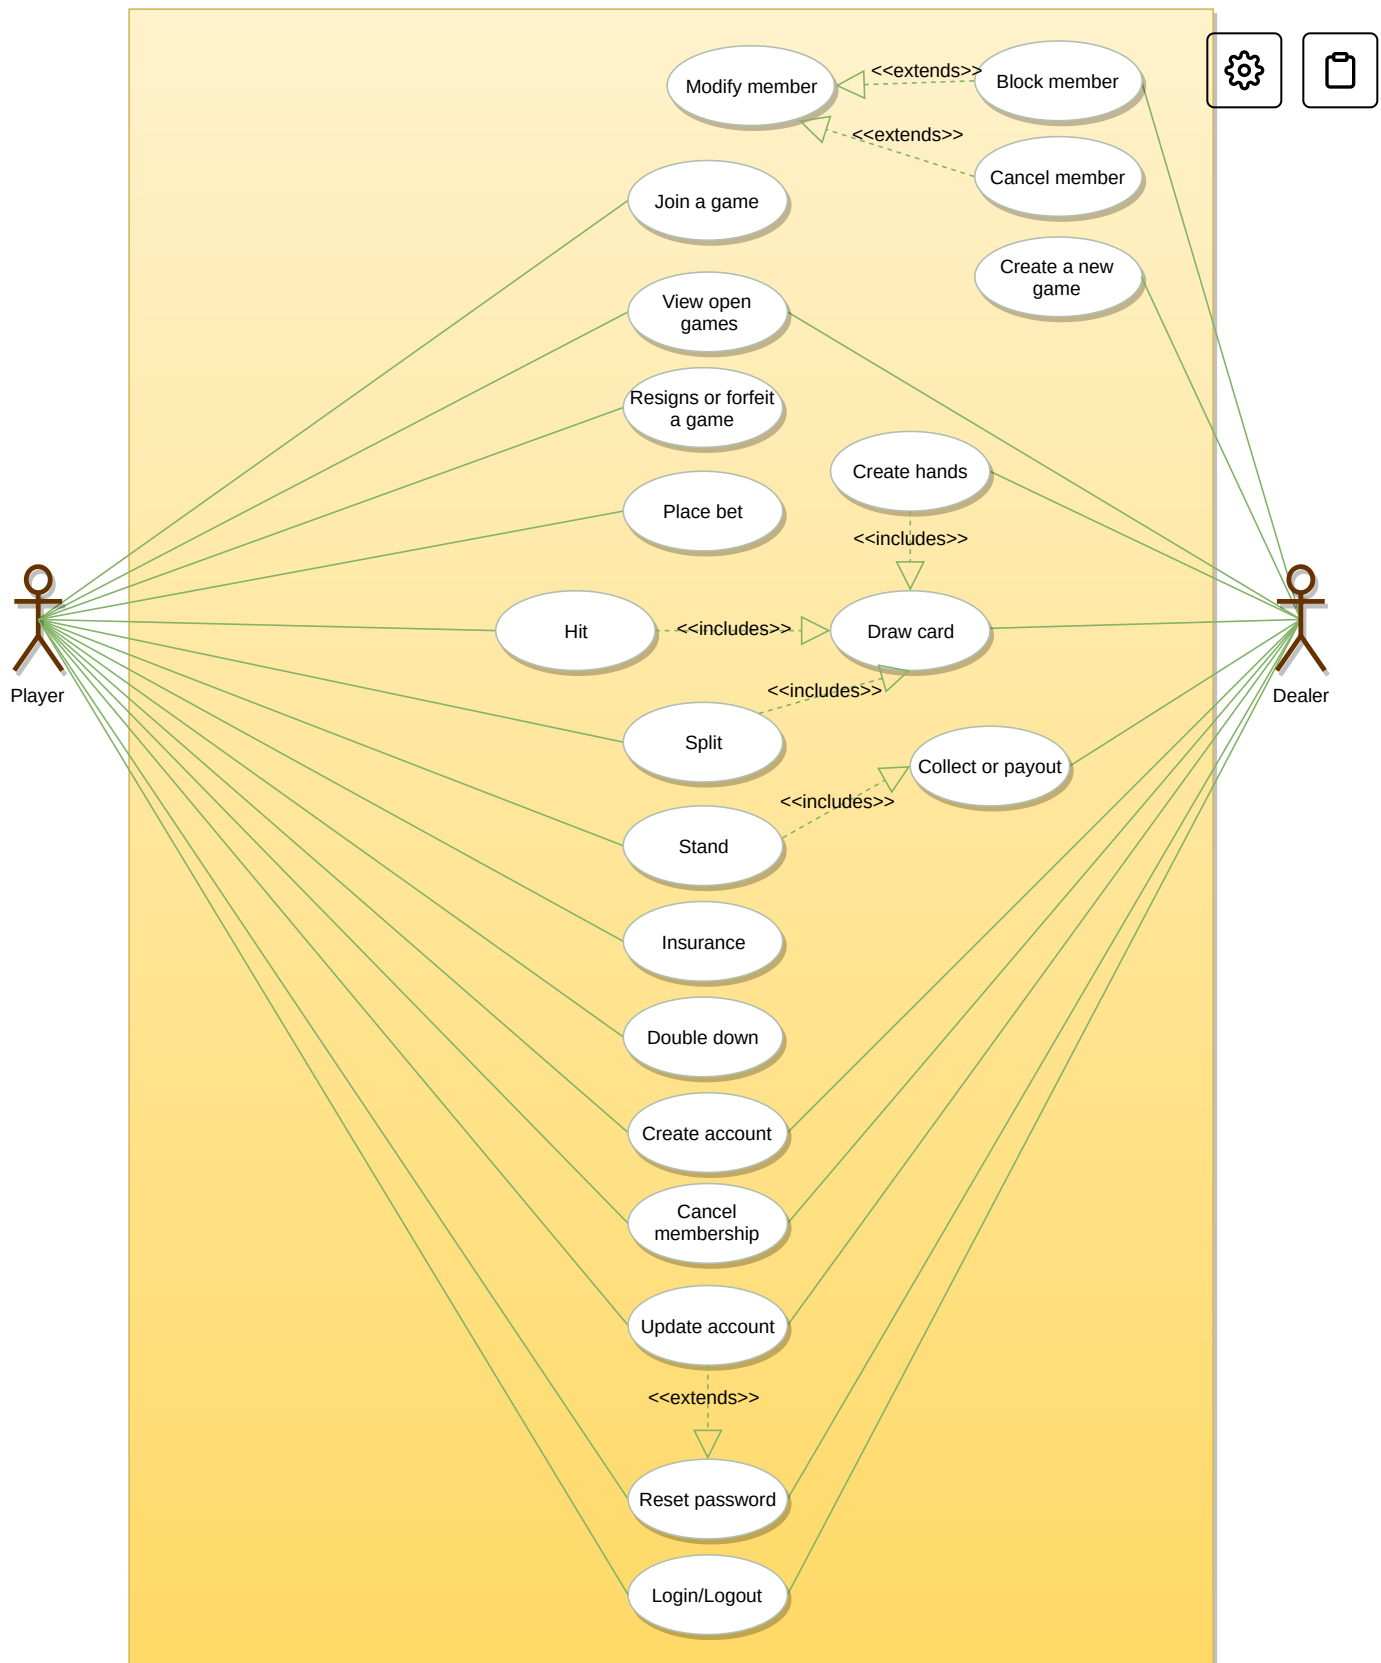 Modify member
<<extends>>
Block member
<<extends>>
Cancel member
Join a game
Create a new
game
View open
games
Resigns or forfeit
a game
Create hands
Place bet
<<includes>>
Hit
<<includes>>
Draw card
Player
Dealer
<<includes>>
Split
Collect or payout
<<includes>>
Stand
Insurance
Double down
Create account
Cancel
membership
Update account
<<extends>>
Reset password
Login/Logout